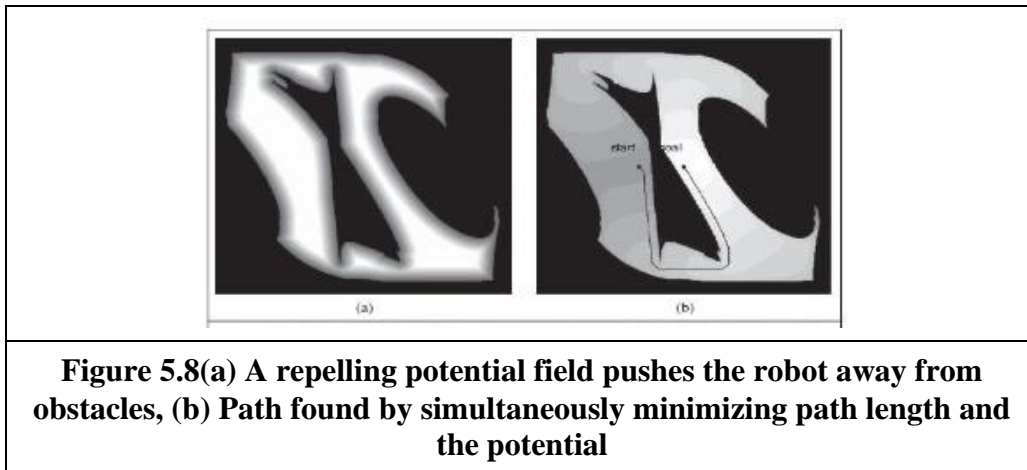 start
(a)
(b)
Figure 5.8(a) A repelling potential field pushes the robot away from
obstacles, (b) Path found by simultaneously minimizing path length and
the potential